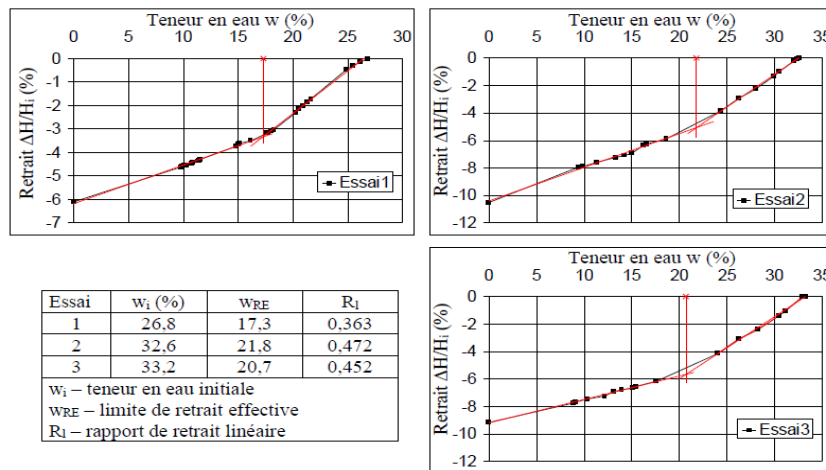 Teneur en eau w (%)
0 5 10 15 20 25 30
0
-1
-2
-3
-4
-5
-6
-7
Retrait ΔH/Hi (%)
Essai1
Teneur en eau w (%)
0 5 10 15 20 25 30 35
0
-2
-4
-6
-8
-10
-12
Retrait ΔH/Hi (%)
Essai2
Essai wi (%) wRE Rl
1 26,8 17,3 0,363
2 32,6 21,8 0,472
3 33,2 20,7 0,452
wi – teneur en eau initiale
wRE – limite de retrait effective
Rl – rapport de retrait linéaire
Teneur en eau w (%)
0 5 10 15 20 25 30 35
0
-2
-4
-6
-8
-10
-12
Retrait ΔH/Hi (%)
Essai3